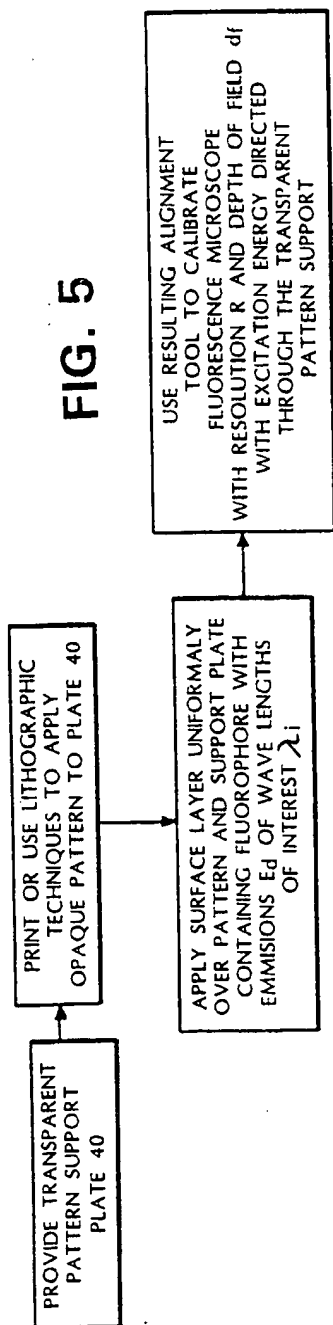 FIG. 5
PROVIDE TRANSPARENT
PATTERN SUPPORT
PLATE 40
PRINT OR USE LITHOGRAPHIC
TECHNIQUES TO APPLY
OPAQUE PATTERN TO PLATE 40
APPLY SURFACE LAYER UNIFORMALY
OVER PATTERN AND SUPPORT PLATE
CONTAINING FLUOROPHORE WITH
EMMISIONS Ed OF WAVE LENGTHS
OF INTEREST λi
USE RESULTING ALIGNMENT
TOOL TO CALIBRATE
FLUORESCENCE MICROSCOPE
WITH RESOLUTION R AND DEPTH OF FIELD df
WITH EXCITATION ENERGY DIRECTED
THROUGH THE TRANSPARENT
PATTERN SUPPORT